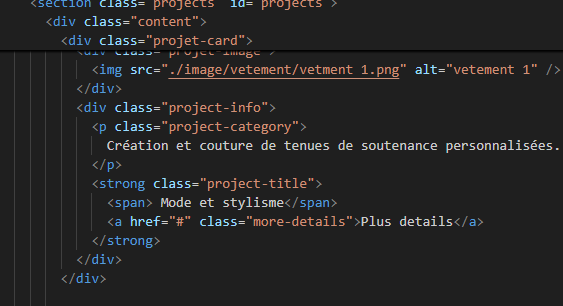 <section class="projects" id="projects">
<div class="content">
<div class="projet-card">
<div class="projet-image">
<img src="./image/vetement/vetment 1.png" alt="vetement 1" />
</div>
<div class="project-info">
<p class="project-category">
Création et couture de tenues de soutenance personnalisées.
</p>
<strong class="project-title">
<span> Mode et stylisme</span>
<a href="#" class="more-details">Plus details</a>
</strong>
</div>
</div>